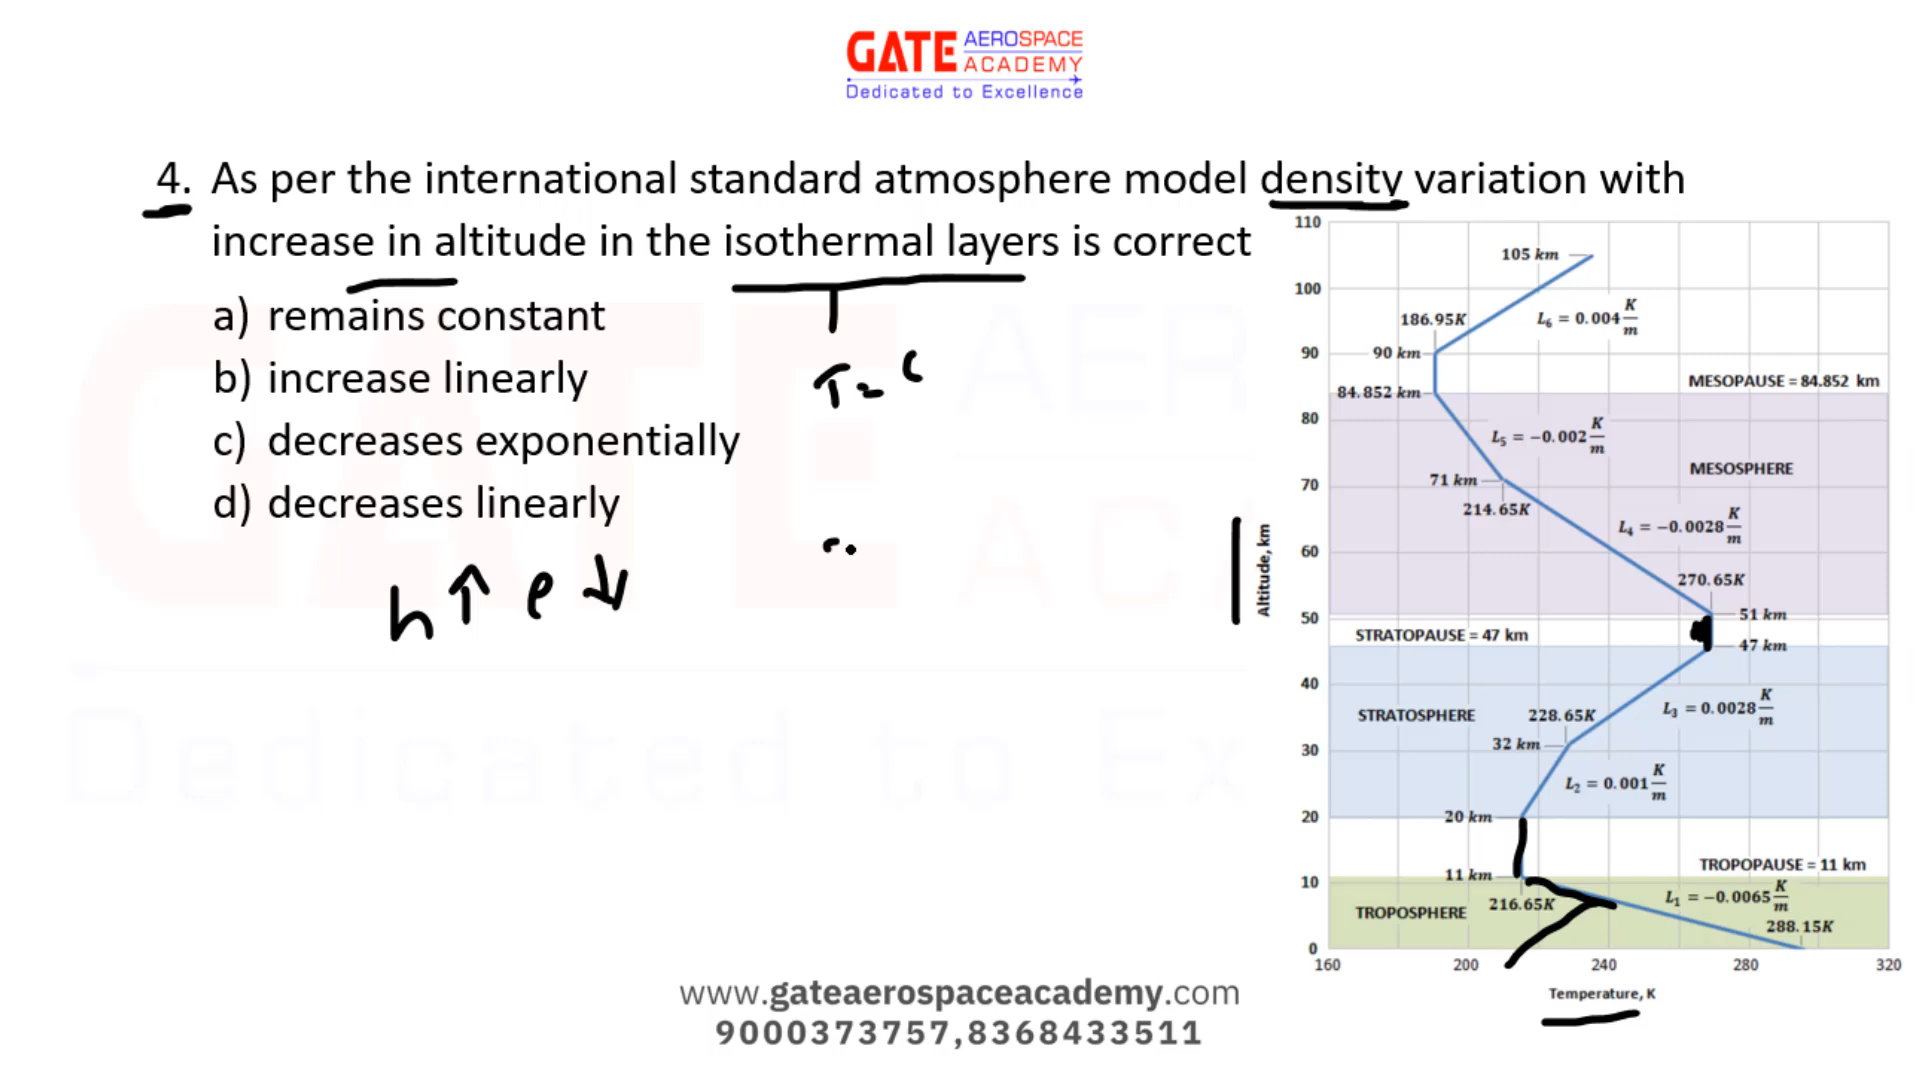 GATE AEROSPACE
ACADEMY
Dedicated to Excellence
4. As per the international standard atmosphere model density variation with
increase in altitude in the isothermal layers is correct
a) remains constant
b) increase linearly
c) decreases exponentially
d) decreases linearly
T
T = C
h ↑ ρ ↓
110
100
90
80
70
60
50
40
30
20
10
0
Altitude, km
105 km
L₆ = 0.004 K/m
186.95K
90 km
MESOPAUSE = 84.852 km
84.852 km
L₅ = −0.002 K/m
MESOSPHERE
71 km
214.65K
L₄ = −0.0028 K/m
270.65K
51 km
STRATOPAUSE = 47 km
47 km
L₃ = 0.0028 K/m
STRATOSPHERE
228.65K
32 km
L₂ = 0.001 K/m
20 km
TROPOPAUSE = 11 km
11 km
L₁ = −0.0065 K/m
216.65K
TROPOSPHERE
288.15K
160 200 240 280 320
Temperature, K
www.gateaerospaceacademy.com
9000373757,8368433511
GATE AER
ACA
Dedicated to Ex